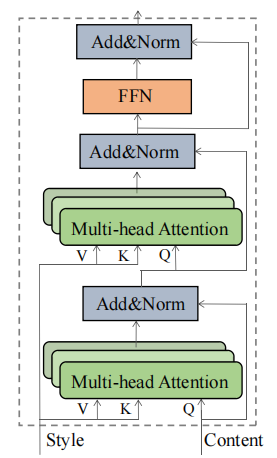 Add&Norm
FFN
Add&Norm
Multi-head Attention
V K Q
Add&Norm
Multi-head Attention
V K Q
Style Content